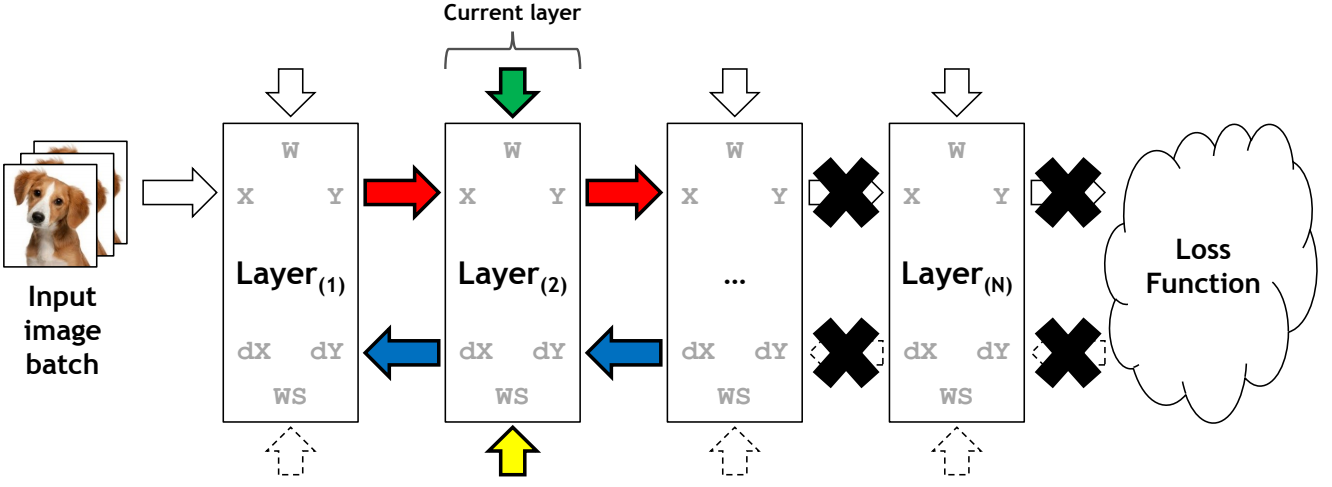 Current layer
W W W W
X Y X Y X Y X Y
Layer(1) Layer(2) ... Layer(N)
Loss
Function
Input
image
batch
dX dY dX dY dX dY dX dY
WS WS WS WS